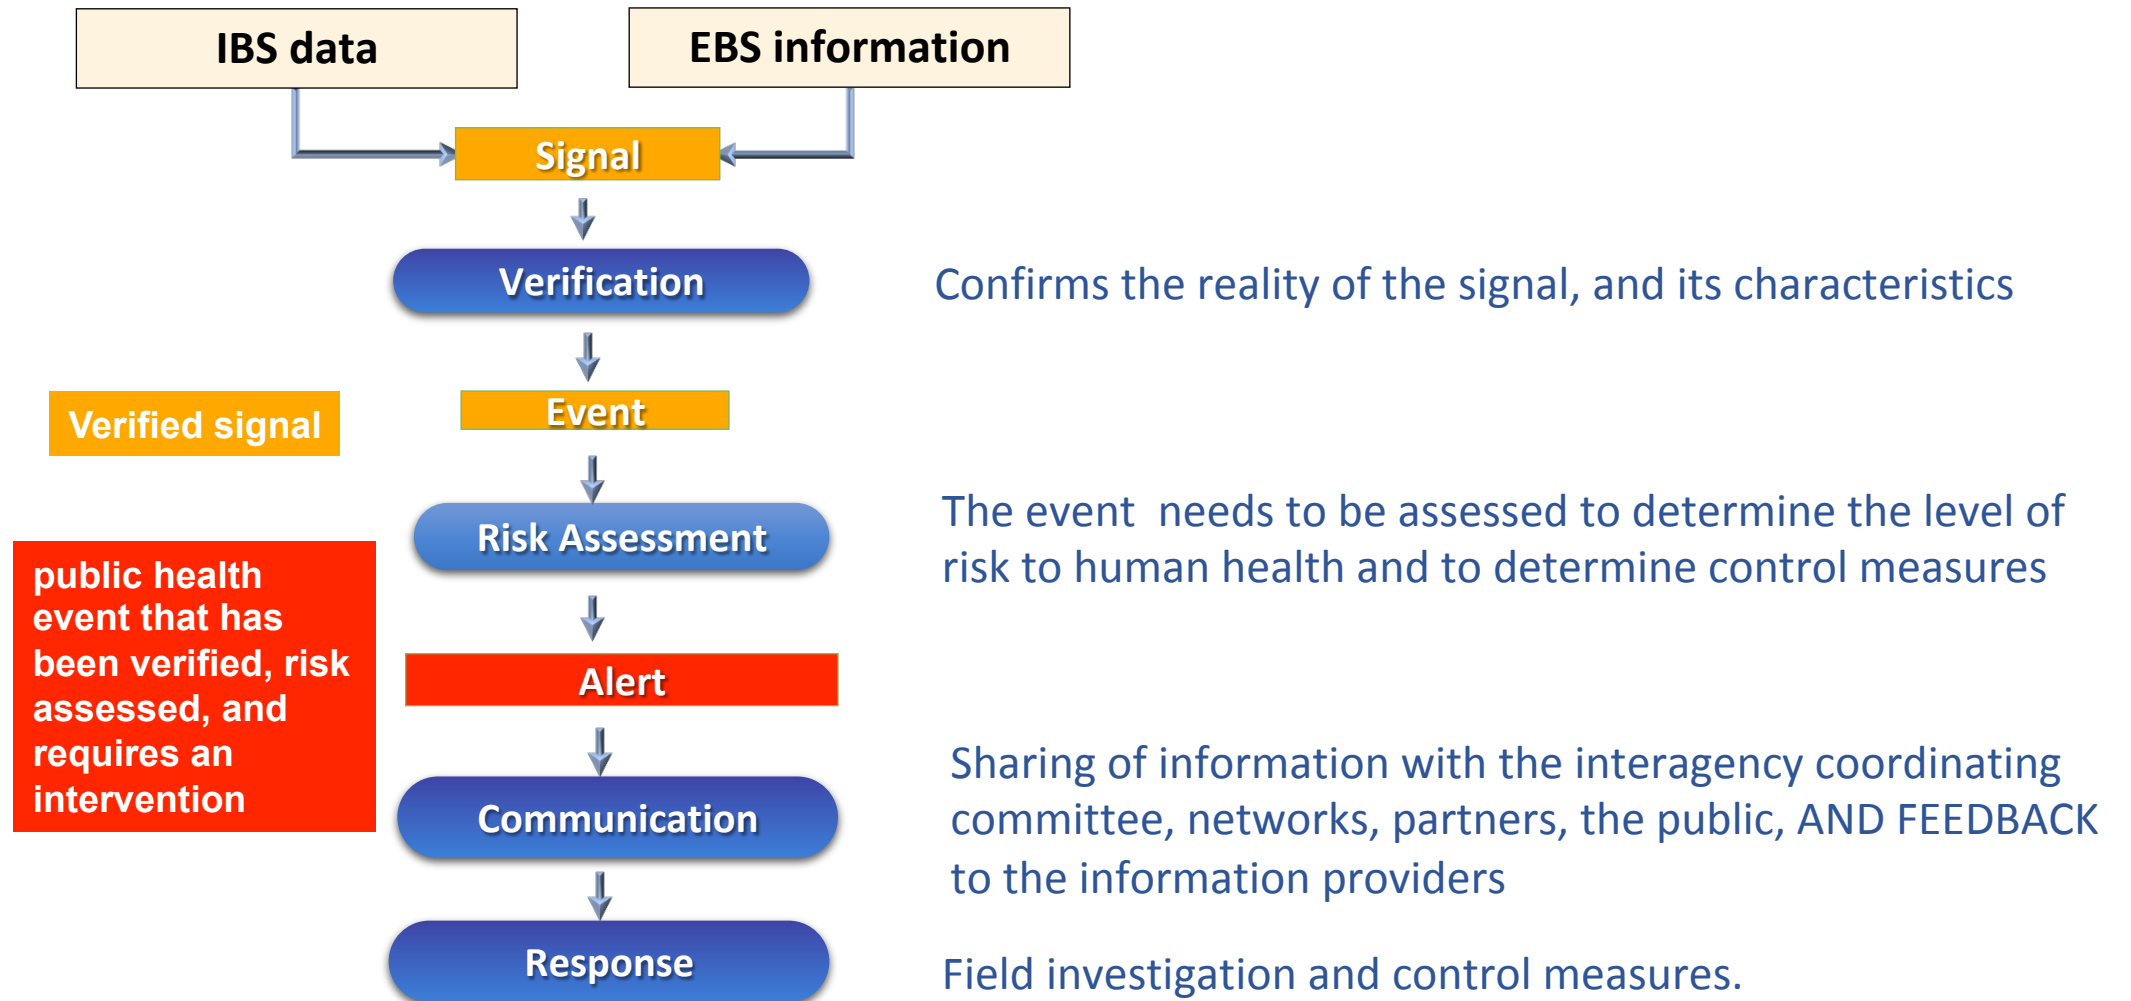 IBS data
EBS information
Signal
Verification
Confirms the reality of the signal, and its characteristics
Verified signal
Event
Risk Assessment
The event  needs to be assessed to determine the level of
risk to human health and to determine control measures
public health
event that has
been verified, risk
assessed, and
requires an
intervention
Alert
Communication
Sharing of information with the interagency coordinating
committee, networks, partners, the public, AND FEEDBACK
to the information providers
Response
Field investigation and control measures.